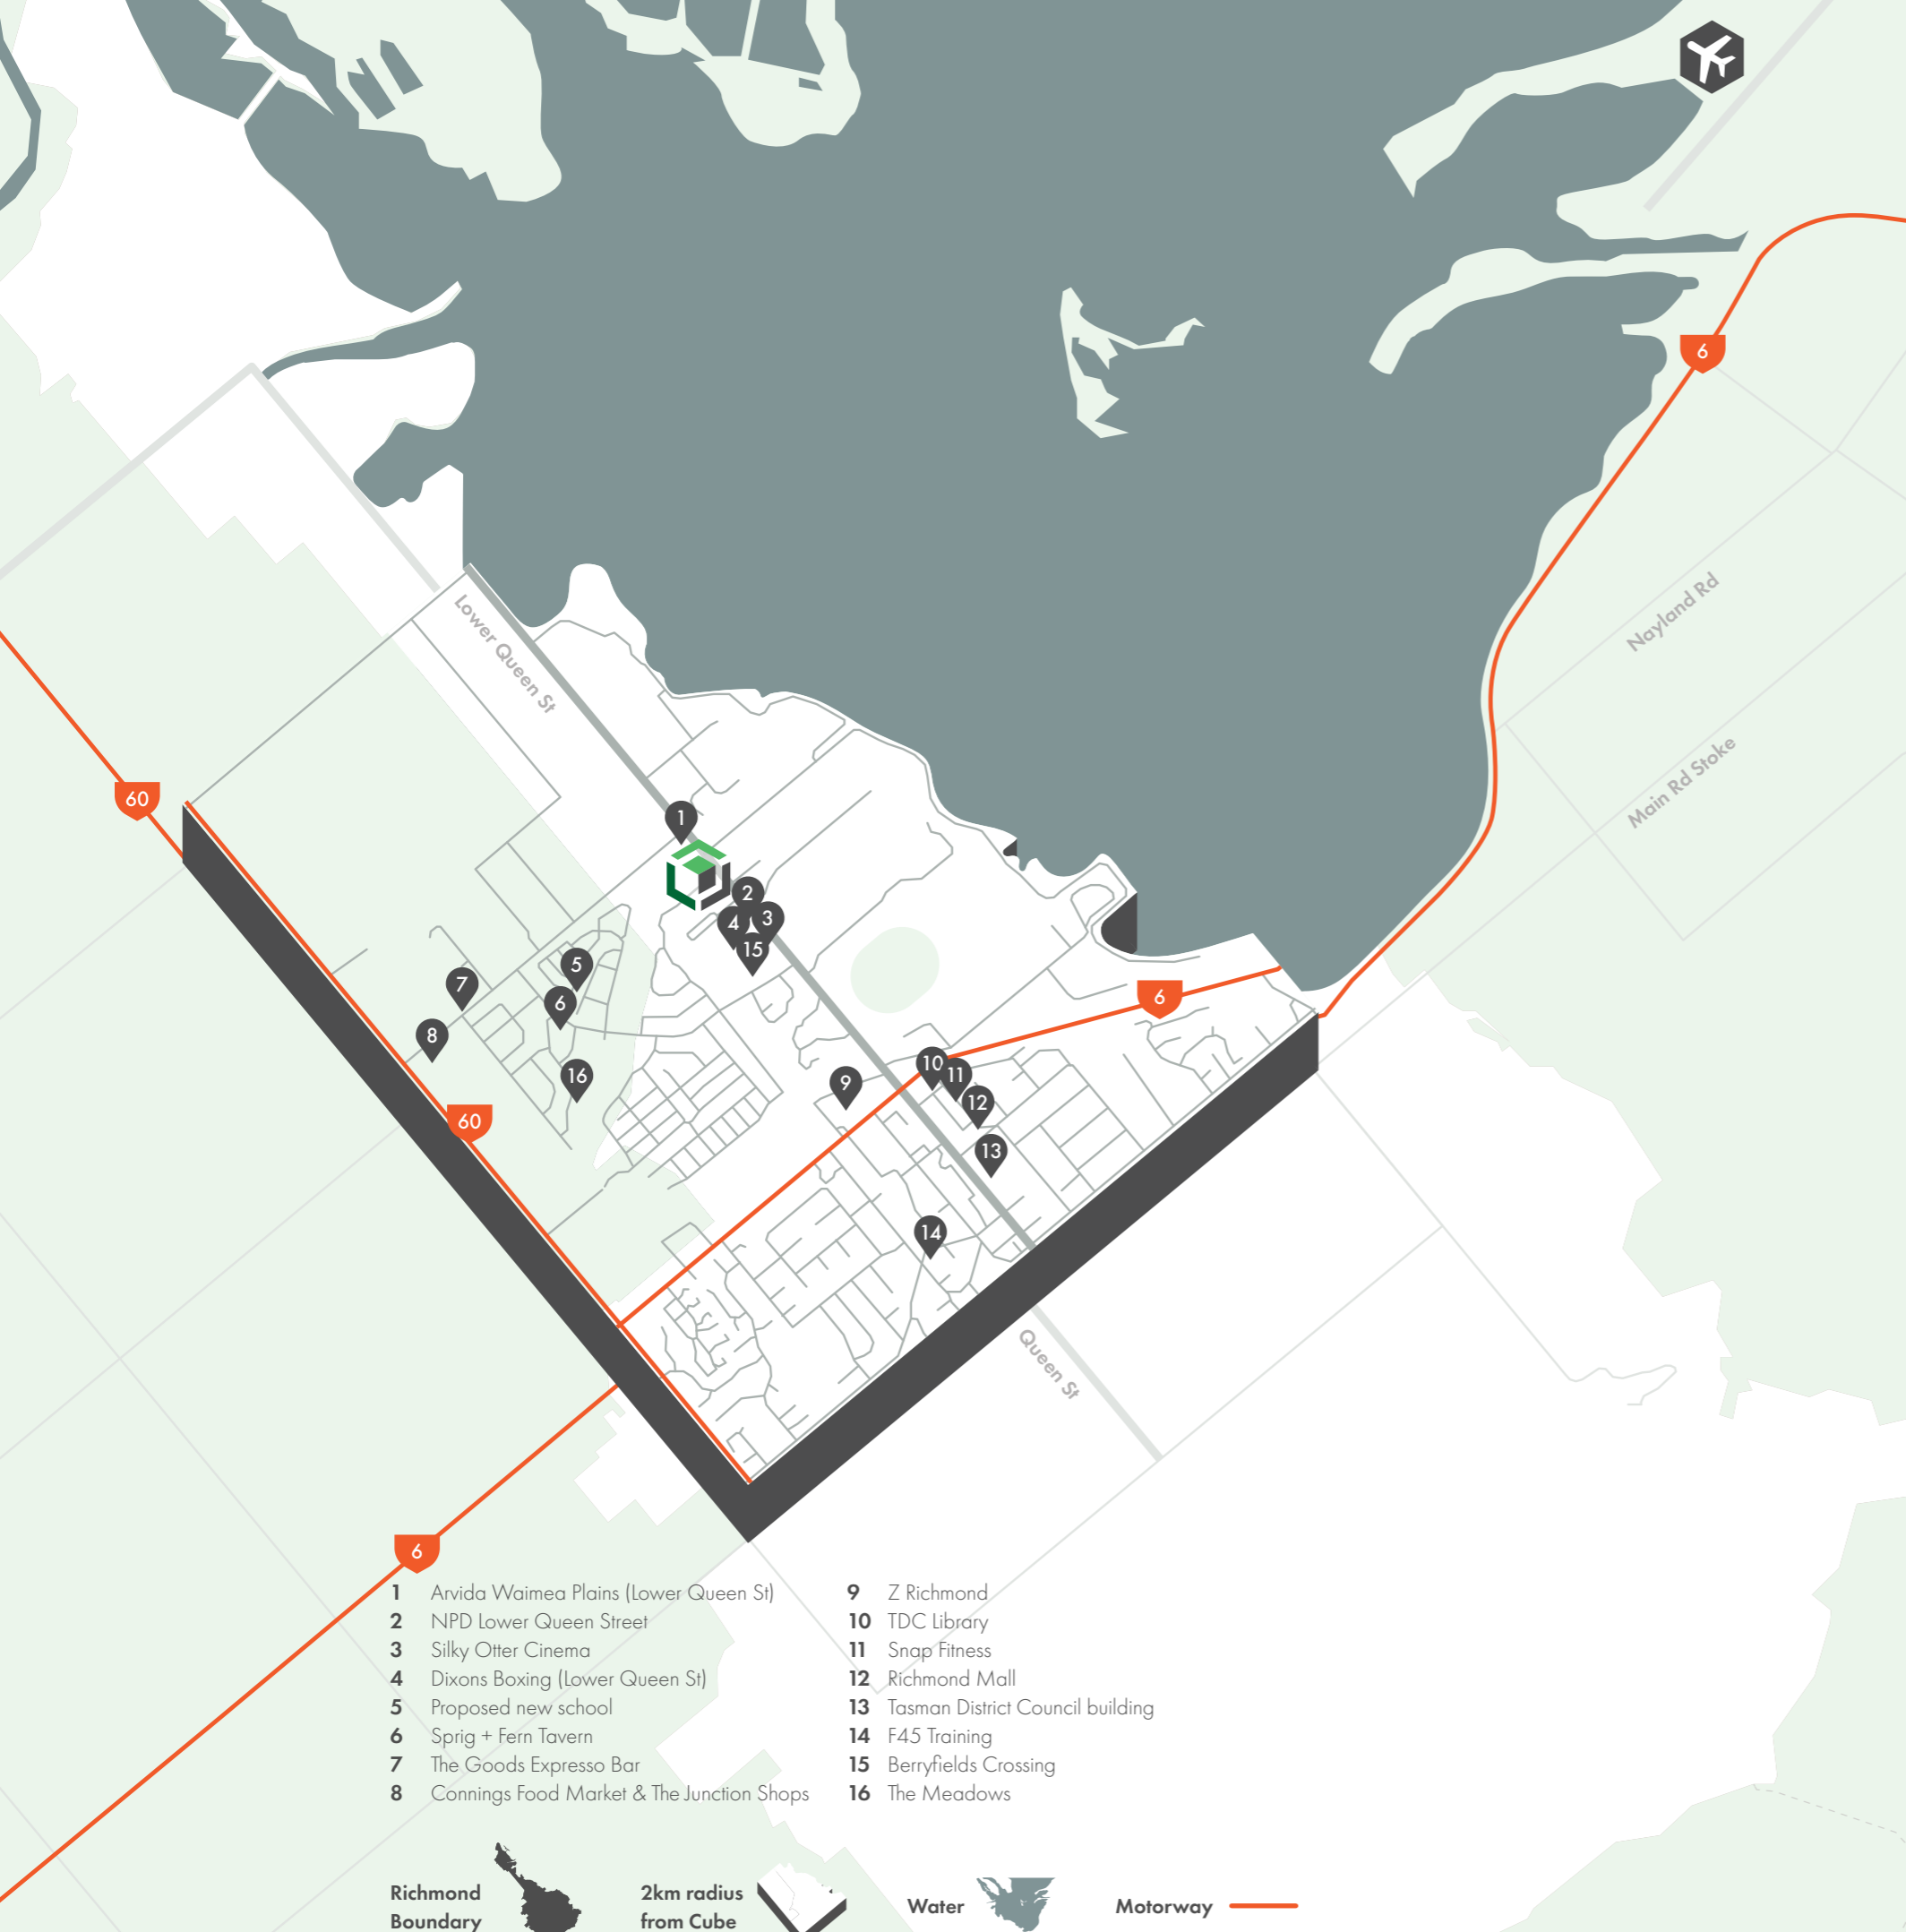 6
Lower Queen St
Nayland Rd
Main Rd Stoke
60
1
2
4
3
15
5
7
6
8
16
6
10
11
9
12
60
13
14
Queen St
6
1 Arvida Waimea Plains (Lower Queen St)
2 NPD Lower Queen Street
3 Silky Otter Cinema
4 Dixons Boxing (Lower Queen St)
5 Proposed new school
6 Sprig + Fern Tavern
7 The Goods Expresso Bar
8 Connings Food Market & The Junction Shops
9 Z Richmond
10 TDC Library
11 Snap Fitness
12 Richmond Mall
13 Tasman District Council building
14 F45 Training
15 Berryfields Crossing
16 The Meadows
Richmond
Boundary
2km radius
from Cube
Water
Motorway